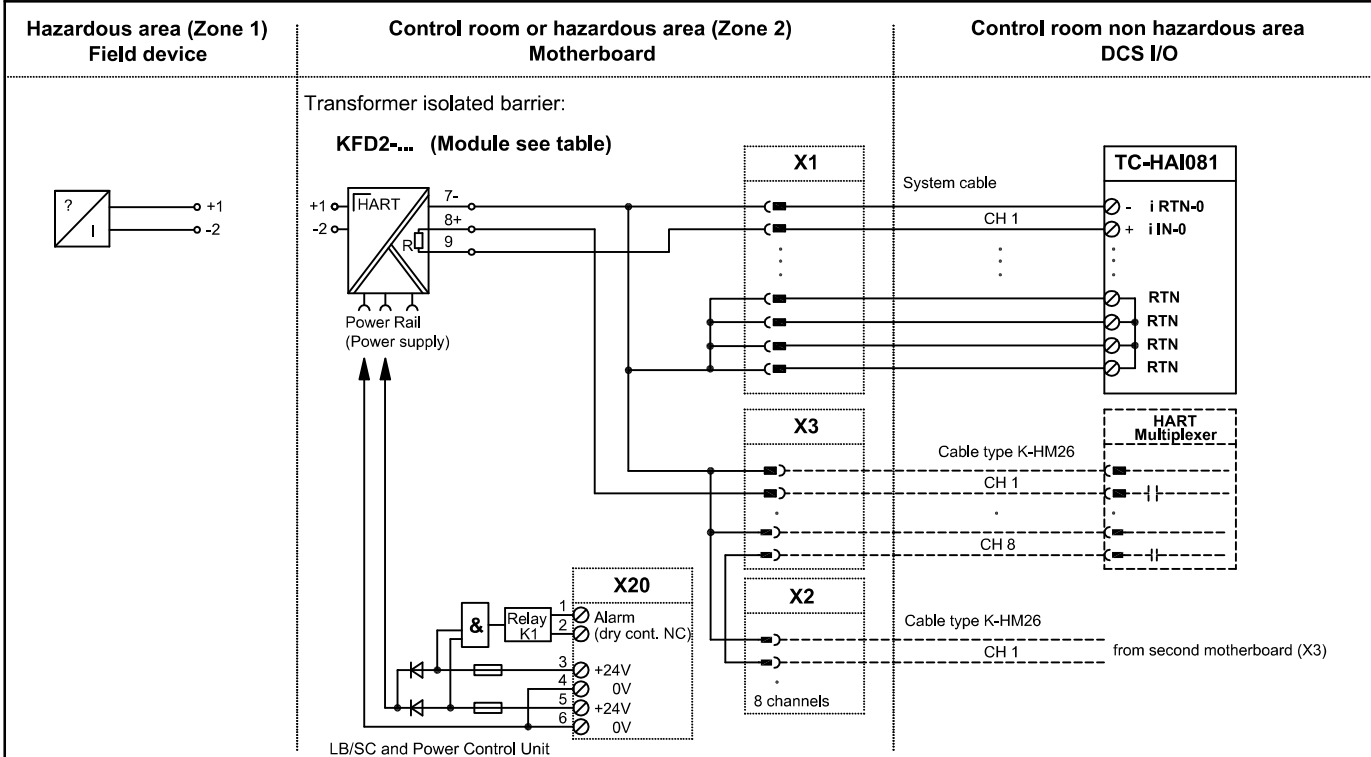 Hazardous area (Zone 1)
Field device
Control room or hazardous area (Zone 2)
Motherboard
Control room non hazardous area
DCS I/O
Transformer isolated barrier:
KFD2-... (Module see table)
?
I
+1
-2
+1
-2
HART
R
7-
8+
9
Power Rail
(Power supply)
X1
System cable
CH 1
TC-HAI081
- i RTN-0
+ i IN-0
RTN
RTN
RTN
RTN
X3
Cable type K-HM26
CH 1
CH 8
HART
Multiplexer
X2
Cable type K-HM26
CH 1
from second motherboard (X3)
8 channels
X20
&
Relay
K1
1 Alarm
2 (dry cont. NC)
3 +24V
4 0V
5 +24V
6 0V
LB/SC and Power Control Unit